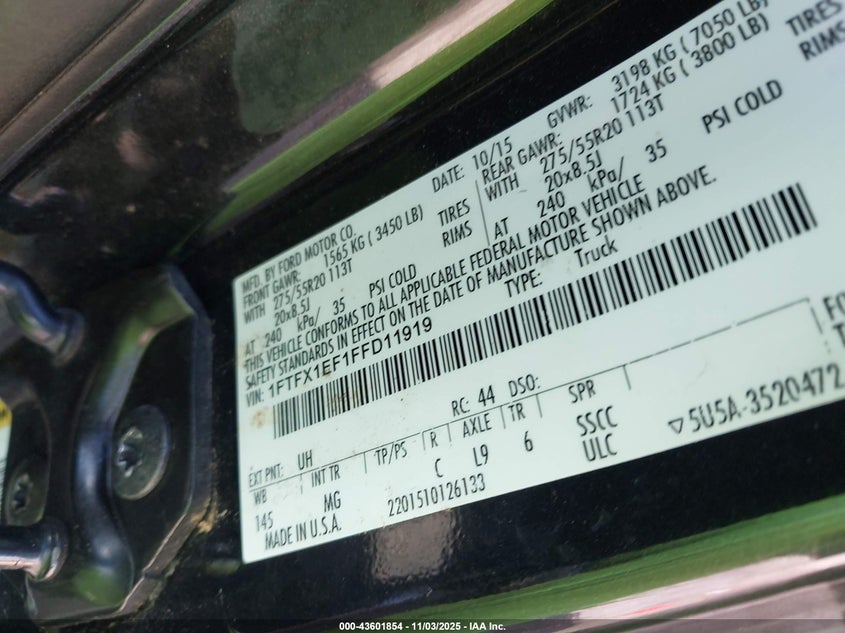 MFD. BY FORD MOTOR CO.
DATE: 10/15 GVWR: 3198 KG ( 7050 LB)
FRONT GAWR: 1565 KG ( 3450 LB)
REAR GAWR: 1724 KG ( 3800 LB)
WITH 275/55R20 113T TIRES
WITH 275/55R20 113T TIRES
20x8.5J RIMS
20x8.5J RIMS
AT 240 kPa/ 35 PSI COLD
AT 240 kPa/ 35 PSI COLD
THIS VEHICLE CONFORMS TO ALL APPLICABLE FEDERAL MOTOR VEHICLE
SAFETY STANDARDS IN EFFECT ON THE DATE OF MANUFACTURE SHOWN ABOVE.
VIN: 1FTFX1EF1FFD11919 TYPE: Truck
EXT PNT: UH RC: 44 DSO:
WB INT TR TP/PS R AXLE TR SPR
145 MG C L9 6 SSCC
ULC
MADE IN U.S.A. 2201510126133
▽5U5A-3520472
000-43601854 - 11/03/2025 - IAA Inc.